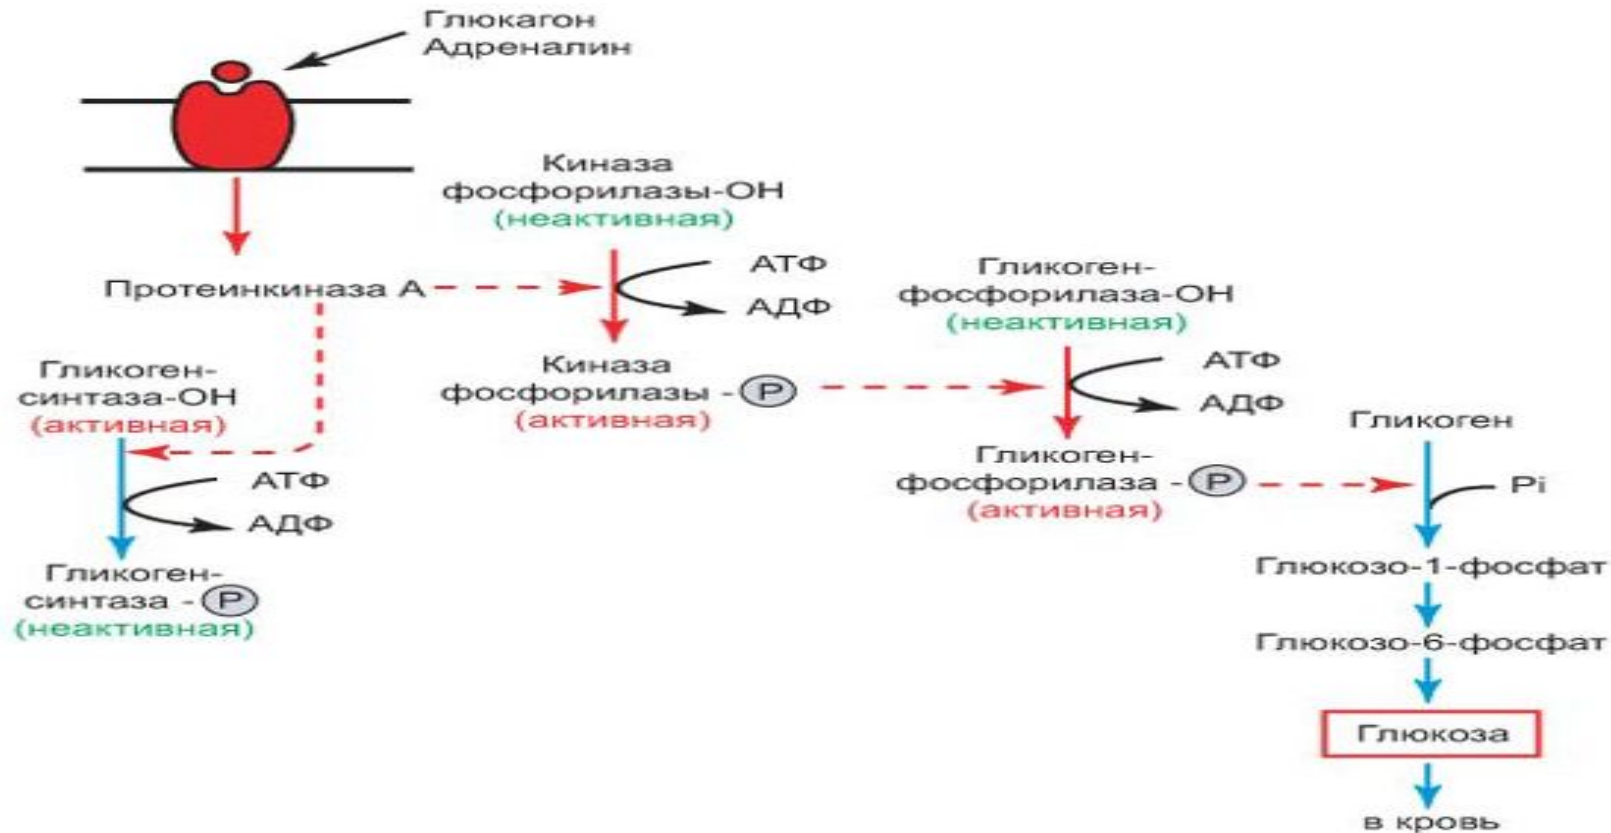 Глюкагон
Адреналин
Киназа
фосфорилазы-ОН
(неактивная)
АТФ
АДФ
Протеинкиназа А
Гликоген-
фосфорилаза-ОН
(неактивная)
АТФ
АДФ
Киназа
фосфорилазы - P
(активная)
Гликоген-
синтаза-ОН
(активная)
АТФ
АДФ
Гликоген-
синтаза - P
(неактивная)
Гликоген-
фосфорилаза - P
(активная)
Гликоген
Pi
Глюкозо-1-фосфат
Глюкозо-6-фосфат
Глюкоза
в кровь